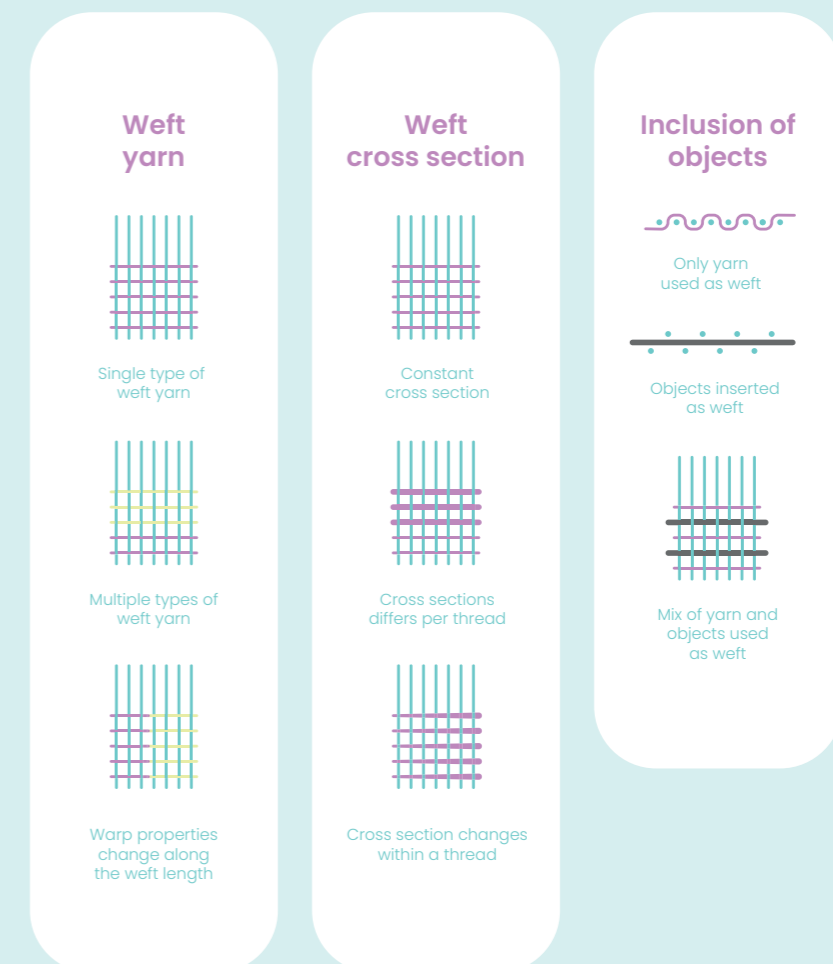 Weft
yarn
Single type of
weft yarn
Multiple types of
weft yarn
Warp properties
change along
the weft length
Weft
cross section
Constant
cross section
Cross sections
differs per thread
Cross section changes
within a thread
Inclusion of
objects
Only yarn
used as weft
Objects inserted
as weft
Mix of yarn and
objects used
as weft